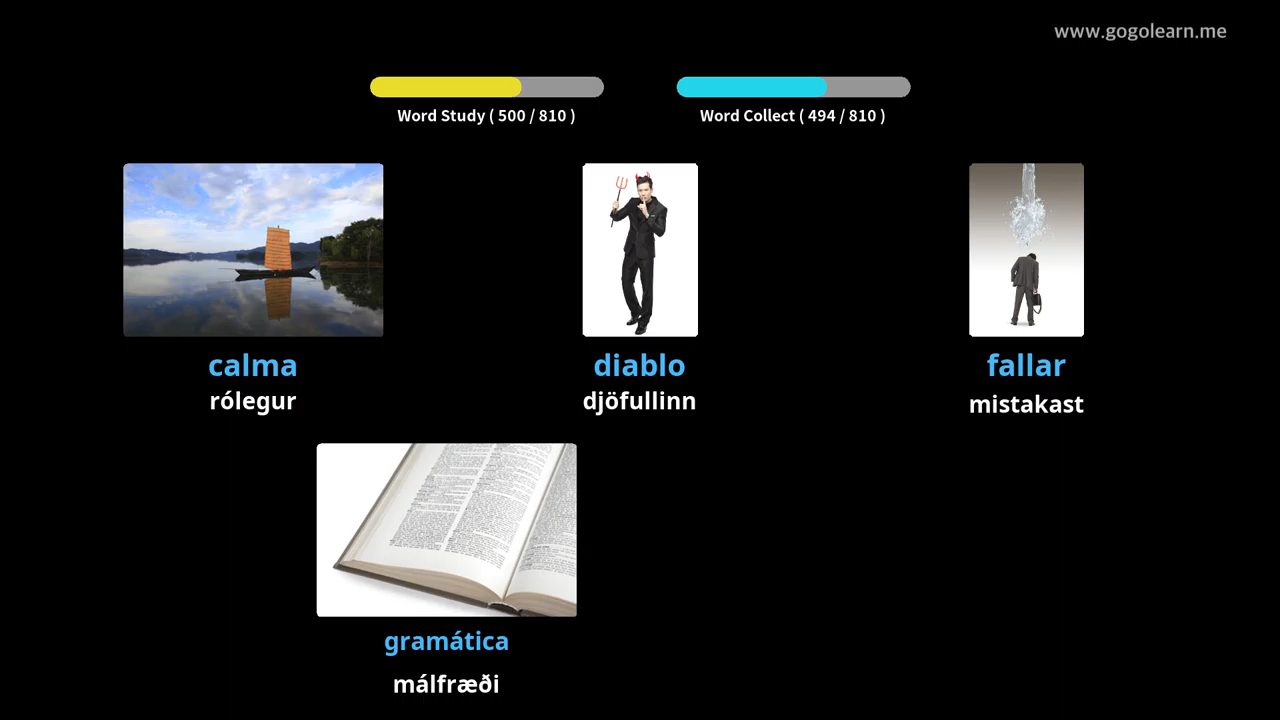 www.gogolearn.me
Word Study ( 500 / 810 )
Word Collect ( 494 / 810 )
calma
rólegur
diablo
djöfullinn
fallar
mistakast
gramática
málfræði